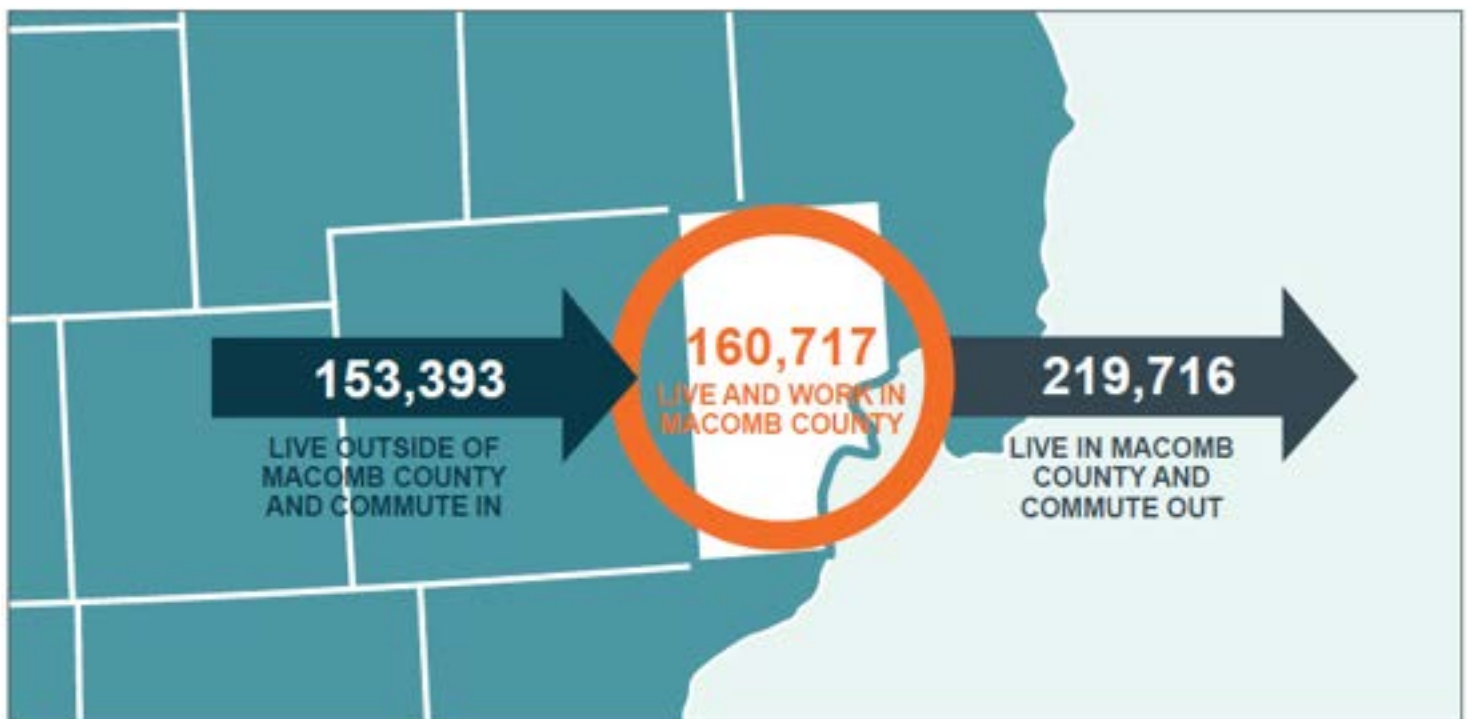 153,393
LIVE OUTSIDE OF
MACOMB COUNTY
AND COMMUTE IN
160,717
LIVE AND WORK IN
MACOMB COUNTY
219,716
LIVE IN MACOMB
COUNTY AND
COMMUTE OUT